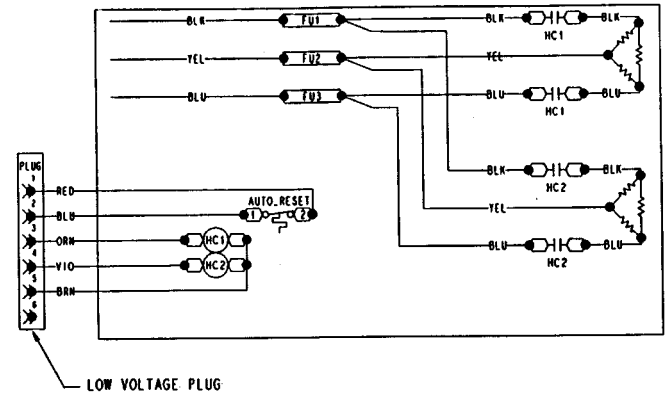 BLK FU1 BLK HC1 BLK
YEL FU2 YEL
BLU FU3 BLU HC1 BLU
PLUG
1 RED
2 BLU
3 ORN
4 VIO
5 BRN
6
AUTO_RESET
1 2
HC1
HC2
BLK HC2 BLK
YEL
BLU HC2 BLU
LOW VOLTAGE PLUG